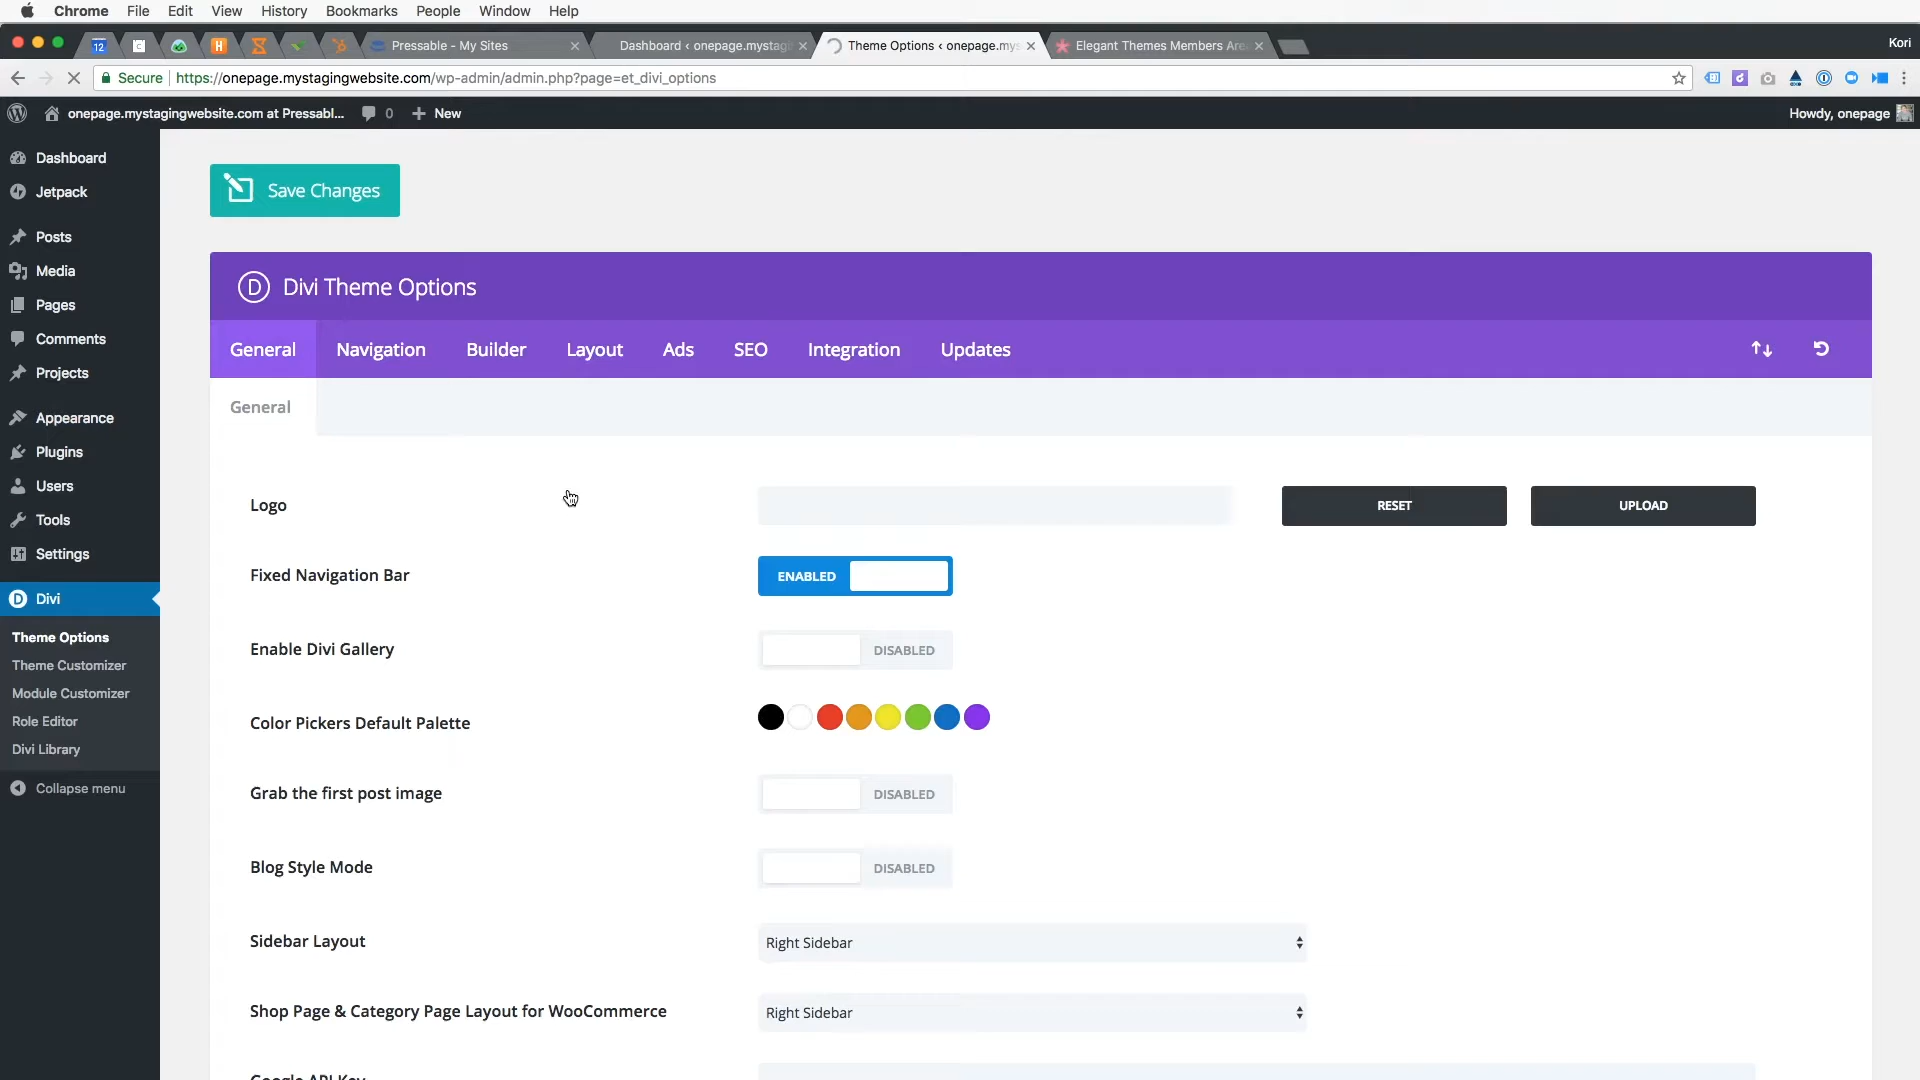 Chrome File Edit View History Bookmarks People Window Help
12 C H Pressable - My Sites Dashboard ‹ onepage.mystagi Theme Options ‹ onepage.mys Elegant Themes Members Are Kori
Secure https://onepage.mystagingwebsite.com/wp-admin/admin.php?page=et_divi_options
onepage.mystagingwebsite.com at Pressabl... 0 New Howdy, onepage
Dashboard
Jetpack
Posts
Media
Pages
Comments
Projects
Appearance
Plugins
Users
Tools
Settings
D Divi
Theme Options
Theme Customizer
Module Customizer
Role Editor
Divi Library
Collapse menu
Save Changes
D Divi Theme Options
General Navigation Builder Layout Ads SEO Integration Updates
General
Logo RESET UPLOAD
Fixed Navigation Bar ENABLED
Enable Divi Gallery DISABLED
Color Pickers Default Palette
Grab the first post image DISABLED
Blog Style Mode DISABLED
Sidebar Layout Right Sidebar
Shop Page & Category Page Layout for WooCommerce Right Sidebar
Google API Key